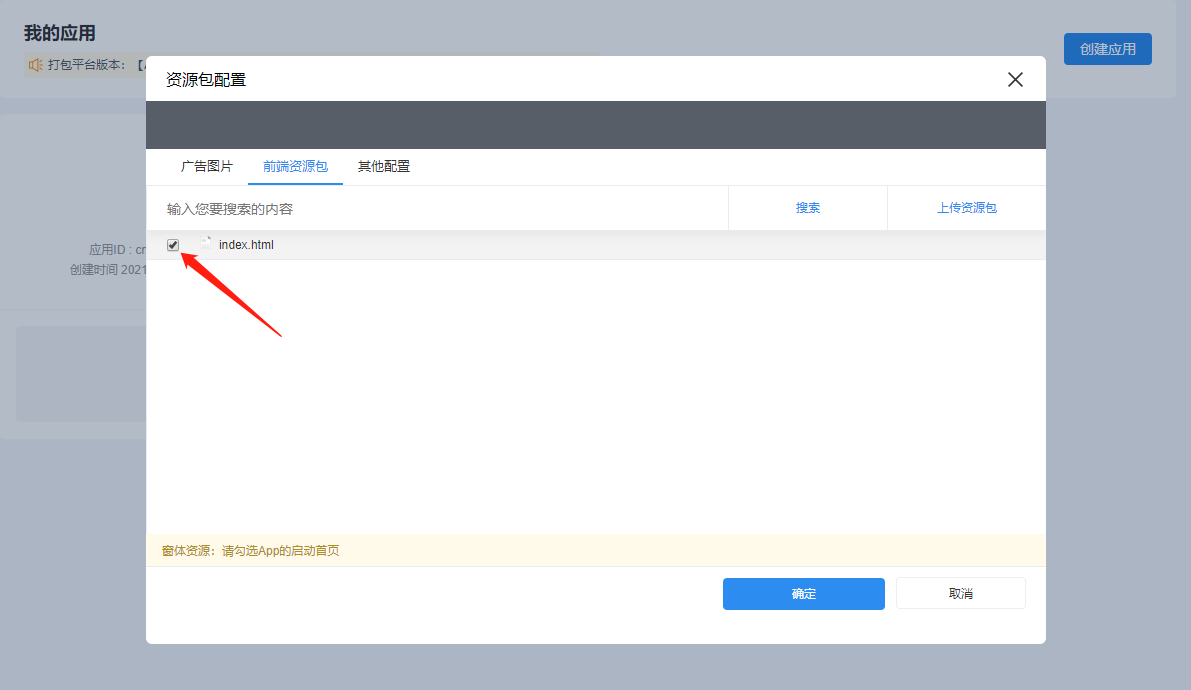 我的应用
打包平台版本：
创建应用
资源包配置
广告图片 前端资源包 其他配置
输入您要搜索的内容 搜索 上传资源包
index.html
应用ID : cr
创建时间 2021
窗体资源：请勾选App的启动首页
确定 取消